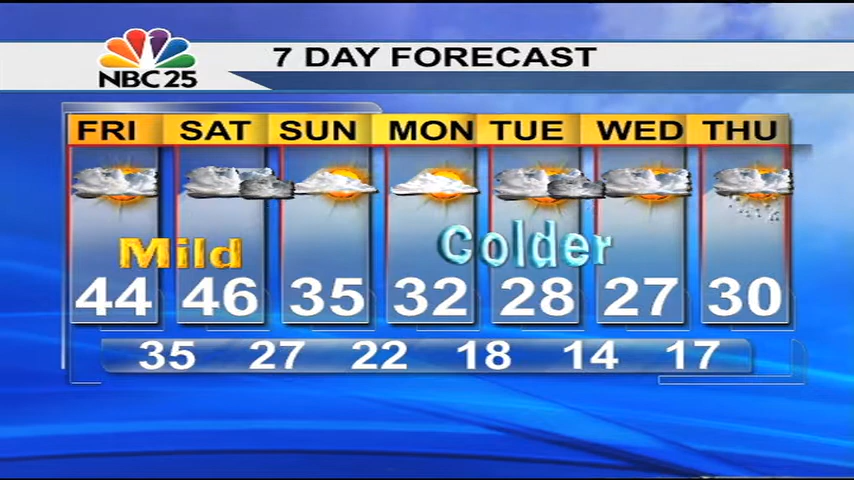 7 DAY FORECAST
NBC25
FRI SAT SUN MON TUE WED THU
Mild Colder
44 46 35 32 28 27 30
35 27 22 18 14 17